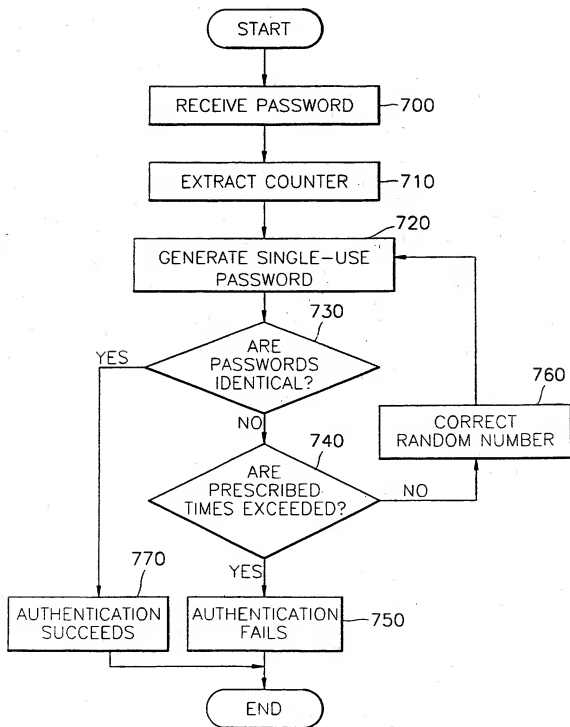 START
RECEIVE PASSWORD
700
EXTRACT COUNTER
710
720
GENERATE SINGLE-USE
PASSWORD
730
YES
ARE
PASSWORDS
IDENTICAL?
760
NO
CORRECT
RANDOM NUMBER
740
ARE
PRESCRIBED
TIMES EXCEEDED?
NO
770
YES
AUTHENTICATION
SUCCEEDS
AUTHENTICATION
FAILS
750
END